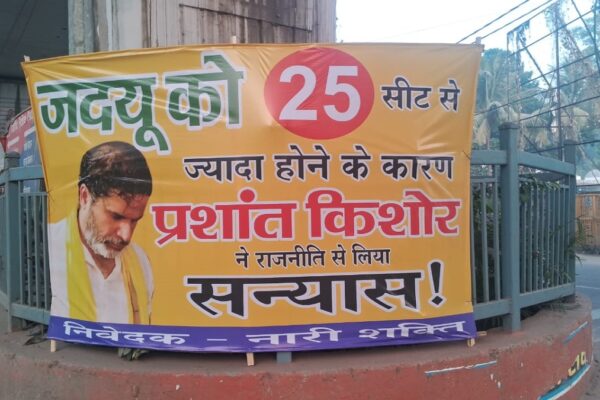 जदयू को 25 सीट से
ज्यादा होने के कारण
प्रशांत किशोर
ने राजनीति से लिया
सन्यास!
निवेदक - नारी शक्ति